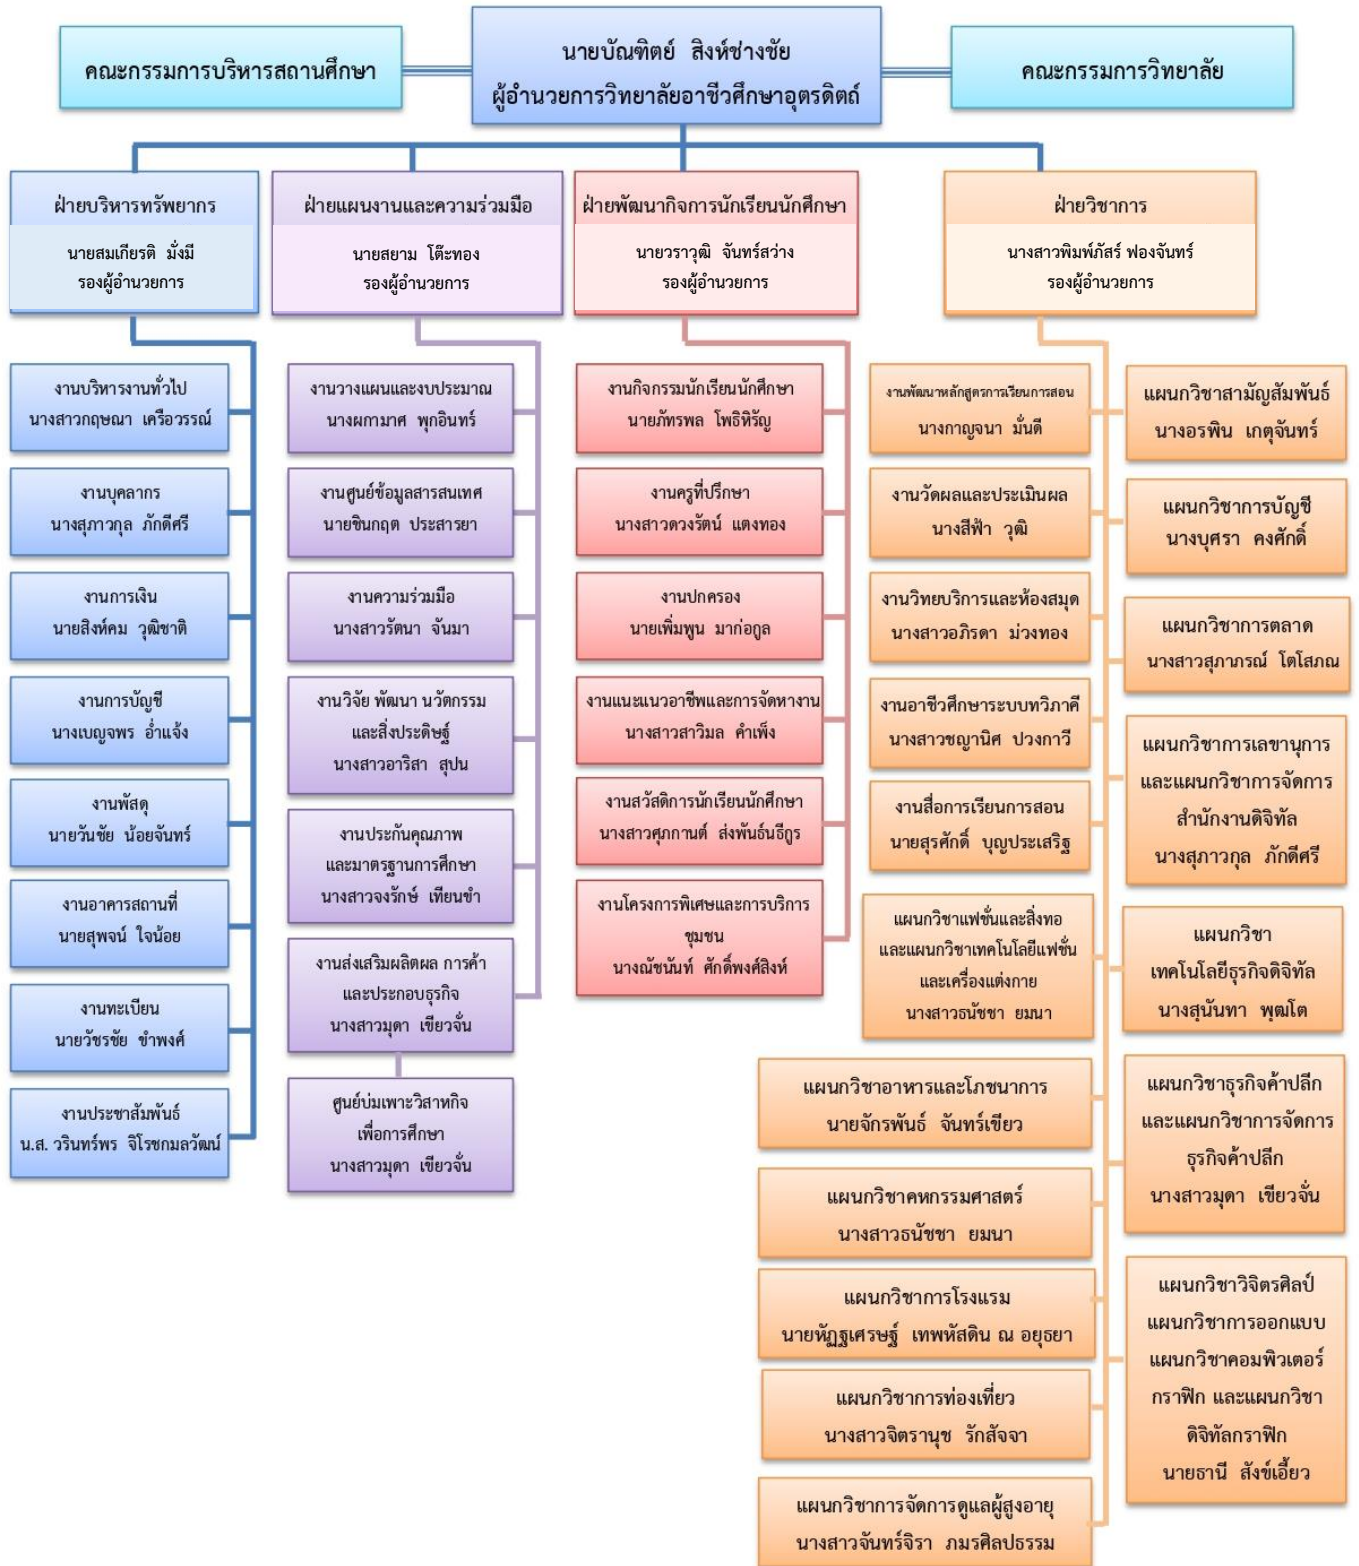 คณะกรรมการบริหารสถานศึกษา
นายบัณฑิตย์ สิงห์ช่างชัย
ผู้อำนวยการวิทยาลัยอาชีวศึกษาอุตรดิตถ์
คณะกรรมการวิทยาลัย
ฝ่ายบริหารทรัพยากร
นายสมเกียรติ มั่งมี
รองผู้อำนวยการ
งานบริหารงานทั่วไป
นางสาวกฤษณา เครือวรรณ์
งานบุคลากร
นางสุภาวกุล ภักดีศรี
งานการเงิน
นายสิงห์คม วุฒิชาติ
งานการบัญชี
นางเบญจพร อ่ำแจ้ง
งานพัสดุ
นายวันชัย น้อยจันทร์
งานอาคารสถานที่
นายสุพจน์ ใจน้อย
งานทะเบียน
นายวัชรชัย ขำพงศ์
งานประชาสัมพันธ์
น.ส. วรินทร์พร จิโรชกมลวัฒน์
ฝ่ายแผนงานและความร่วมมือ
นายสยาม โต๊ะทอง
รองผู้อำนวยการ
งานวางแผนและงบประมาณ
นางผกามาศ พุกอินทร์
งานศูนย์ข้อมูลสารสนเทศ
นายชินกฤต ประสารยา
งานความร่วมมือ
นางสาวรัตนา จันมา
งานวิจัย พัฒนา นวัตกรรม
และสิ่งประดิษฐ์
นางสาวอาริสา สุปน
งานประกันคุณภาพ
และมาตรฐานการศึกษา
นางสาวจงรักษ์ เทียนขำ
งานส่งเสริมผลิตผล การค้า
และประกอบธุรกิจ
นางสาวมุดา เขียวจั่น
ศูนย์บ่มเพาะวิสาหกิจ
เพื่อการศึกษา
นางสาวมุดา เขียวจั่น
ฝ่ายพัฒนากิจการนักเรียนนักศึกษา
นายวราวุฒิ จันทร์สว่าง
รองผู้อำนวยการ
งานกิจกรรมนักเรียนนักศึกษา
นายภัทรพล โพธิหิรัญ
งานครูที่ปรึกษา
นางสาวดวงรัตน์ แตงทอง
งานปกครอง
นายเพิ่มพูน มาก่อกูล
งานแนะแนวอาชีพและการจัดหางาน
นางสาวสาวิมล คำเพ็ง
งานสวัสดิการนักเรียนนักศึกษา
นางสาวศุภกานต์ ส่งพันธ์นธีกูร
งานโครงการพิเศษและการบริการ
ชุมชน
นางณัชนันท์ ศักดิ์พงศ์สิงห์
ฝ่ายวิชาการ
นางสาวพิมพ์ภัสร์ ฟองจันทร์
รองผู้อำนวยการ
งานพัฒนาหลักสูตรการเรียนการสอน
นางกาญจนา มั่นดี
งานวัดผลและประเมินผล
นางสีฟ้า วุฒิ
งานวิทยบริการและห้องสมุด
นางสาวอภิรดา ม่วงทอง
งานอาชีวศึกษาระบบทวิภาคี
นางสาวชญานิศ ปวงกาวี
งานสื่อการเรียนการสอน
นายสุรศักดิ์ บุญประเสริฐ
แผนกวิชาแฟชั่นและสิ่งทอ
และแผนกวิชาเทคโนโลยีแฟชั่น
และเครื่องแต่งกาย
นางสาวธนัชชา ยมนา
แผนกวิชาอาหารและโภชนาการ
นายจักรพันธ์ จันทร์เขียว
แผนกวิชาคหกรรมศาสตร์
นางสาวธนัชชา ยมนา
แผนกวิชาการโรงแรม
นายหัฏฐเศรษฐ์ เทพหัสดิน ณ อยุธยา
แผนกวิชาการท่องเที่ยว
นางสาวจิตรานุช รักสัจจา
แผนกวิชาการจัดการดูแลผู้สูงอายุ
นางสาวจันทร์จิรา ภมรศิลปธรรม
แผนกวิชาสามัญสัมพันธ์
นางอรพิน เกตุจันทร์
แผนกวิชาการบัญชี
นางบุศรา คงศักดิ์
แผนกวิชาการตลาด
นางสาวสุภาภรณ์ โตโสภณ
แผนกวิชาการเลขานุการ
และแผนกวิชาการจัดการ
สำนักงานดิจิทัล
นางสุภาวกุล ภักดีศรี
แผนกวิชา
เทคโนโลยีธุรกิจดิจิทัล
นางสุนันทา พุฒโต
แผนกวิชาธุรกิจค้าปลีก
และแผนกวิชาการจัดการ
ธุรกิจค้าปลีก
นางสาวมุดา เขียวจั่น
แผนกวิชาวิจิตรศิลป์
แผนกวิชาการออกแบบ
แผนกวิชาคอมพิวเตอร์
กราฟิก และแผนกวิชา
ดิจิทัลกราฟิก
นายธานี สังข์เอี้ยว